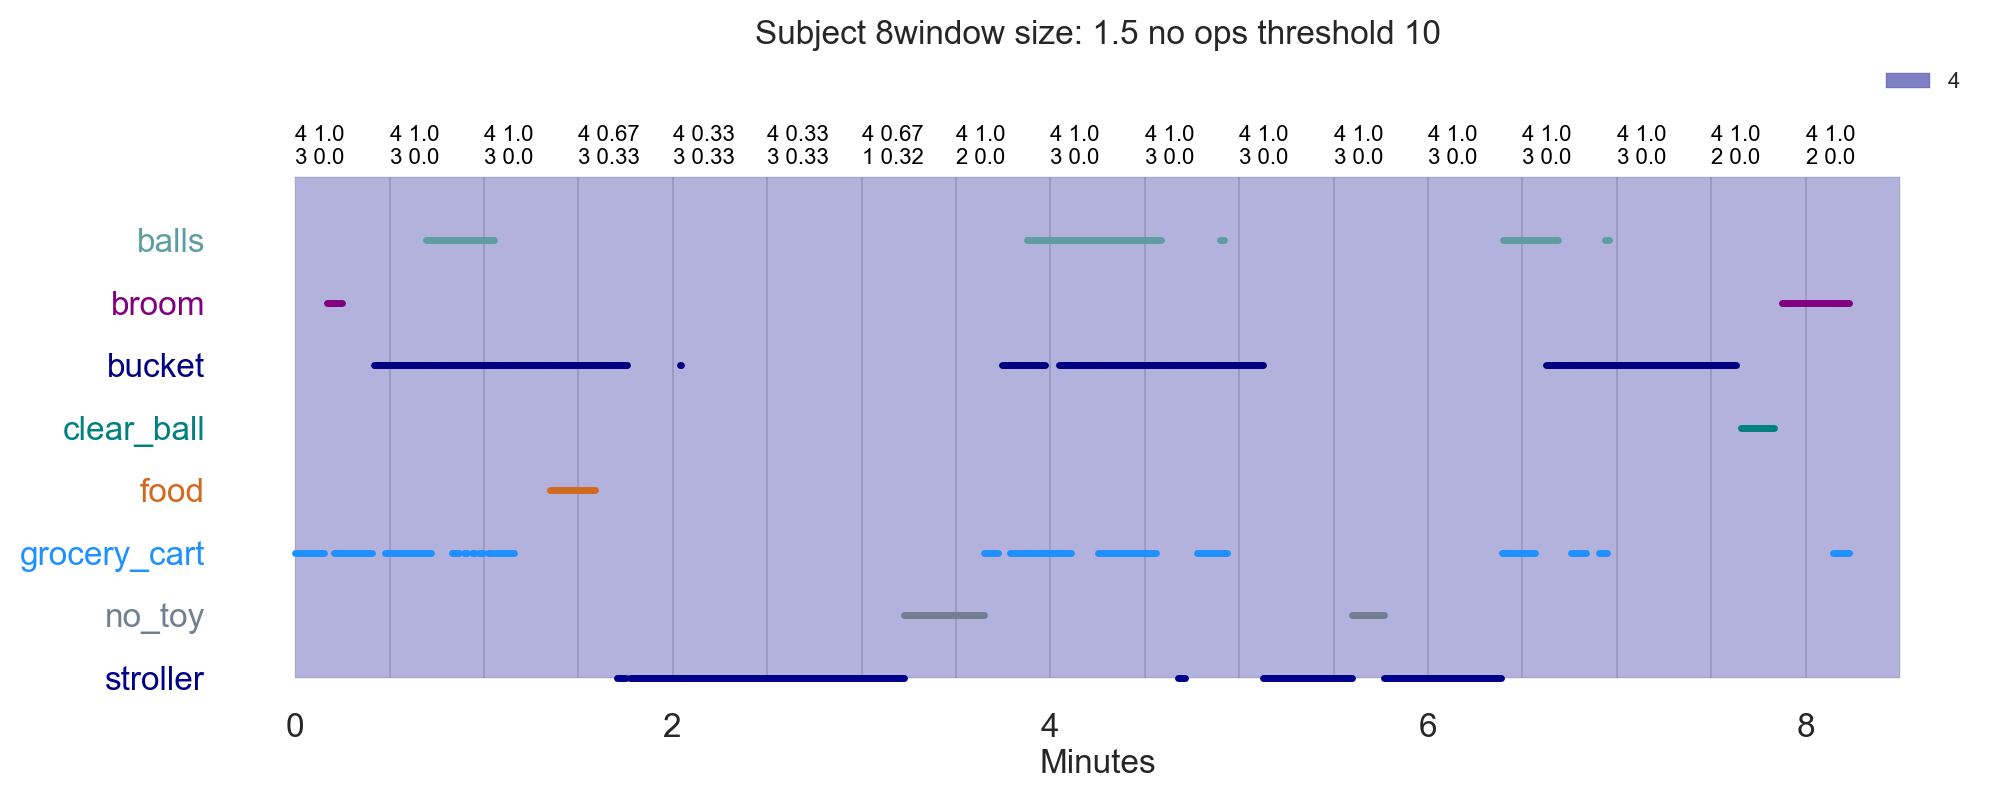 Subject 8window size: 1.5 no ops threshold 10
4
4 1.0 4 1.0 4 1.0 4 0.67 4 0.33 4 0.33 4 0.67 4 1.0 4 1.0 4 1.0 4 1.0 4 1.0 4 1.0 4 1.0 4 1.0 4 1.0 4 1.0
3 0.0 3 0.0 3 0.0 3 0.33 3 0.33 3 0.33 1 0.32 2 0.0 3 0.0 3 0.0 3 0.0 3 0.0 3 0.0 3 0.0 3 0.0 2 0.0 2 0.0
balls
broom
bucket
clear_ball
food
grocery_cart
no_toy
stroller
0 2 4 6 8
Minutes